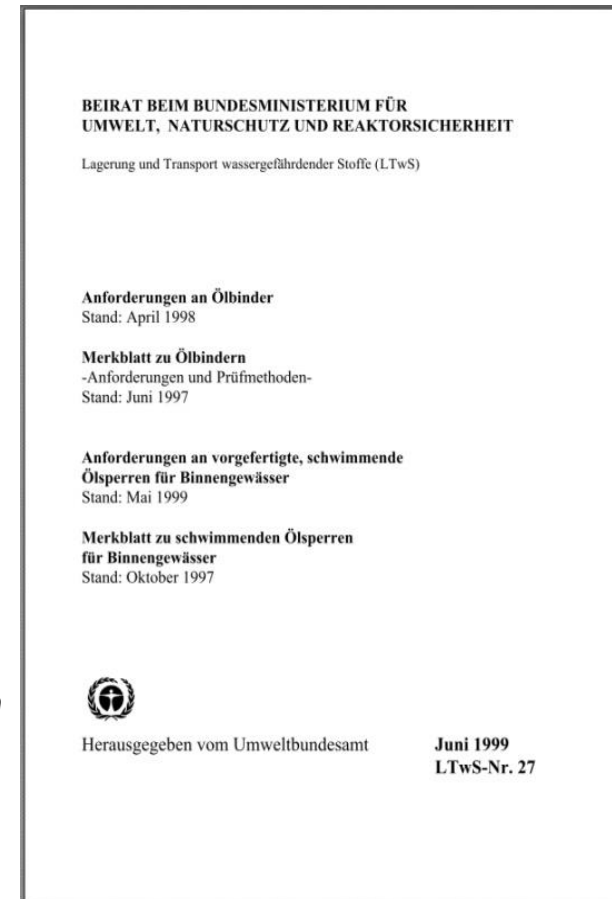 BEIRAT BEIM BUNDESMINISTERIUM FÜR
UMWELT, NATURSCHUTZ UND REAKTORSICHERHEIT
Lagerung und Transport wassergefährdender Stoffe (LTwS)
Anforderungen an Ölbinder
Stand: April 1998
Merkblatt zu Ölbindern
-Anforderungen und Prüfmethoden-
Stand: Juni 1997
Anforderungen an vorgefertigte, schwimmende
Ölsperren für Binnengewässer
Stand: Mai 1999
Merkblatt zu schwimmenden Ölsperren
für Binnengewässer
Stand: Oktober 1997
Herausgegeben vom Umweltbundesamt
Juni 1999
LTwS-Nr. 27